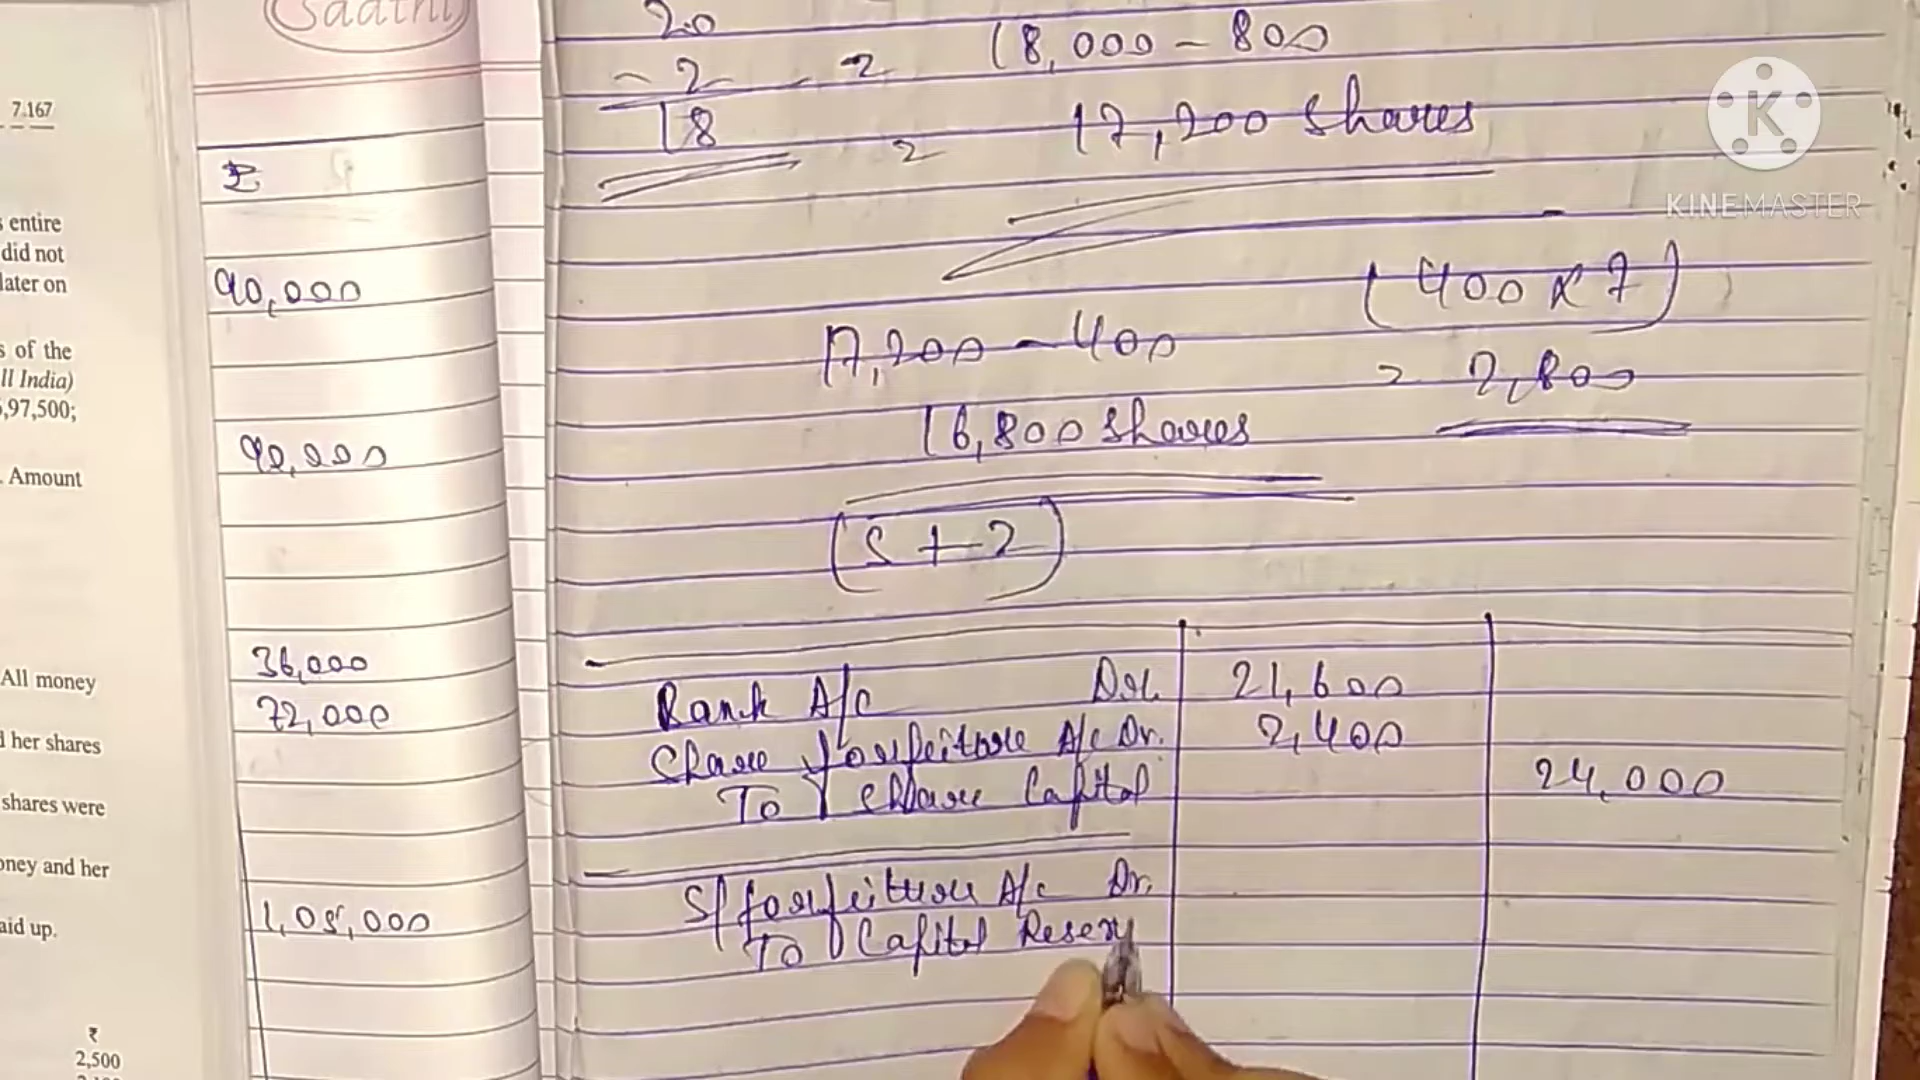 Saathi
7.167
₹
s entire
did not
later on
90,000
s of the
ll India)
,97,500;
90,000
. Amount
36,000
All money
72,000
d her shares
shares were
oney and her
1,05,000
aid up.
₹
2,500
20
- 2
18
= 18,000 - 800
= 17,200 shares
17,200 - 400
16,800 shares
(400 x 7)
= 2,800
(5 + 2)
Bank A/c Dr. 21,600
Share forfeiture A/c Dr. 2,400
To Share Capital 24,000
S/forfeiture A/c Dr.
To Capital Reserv
K
KINEMASTER